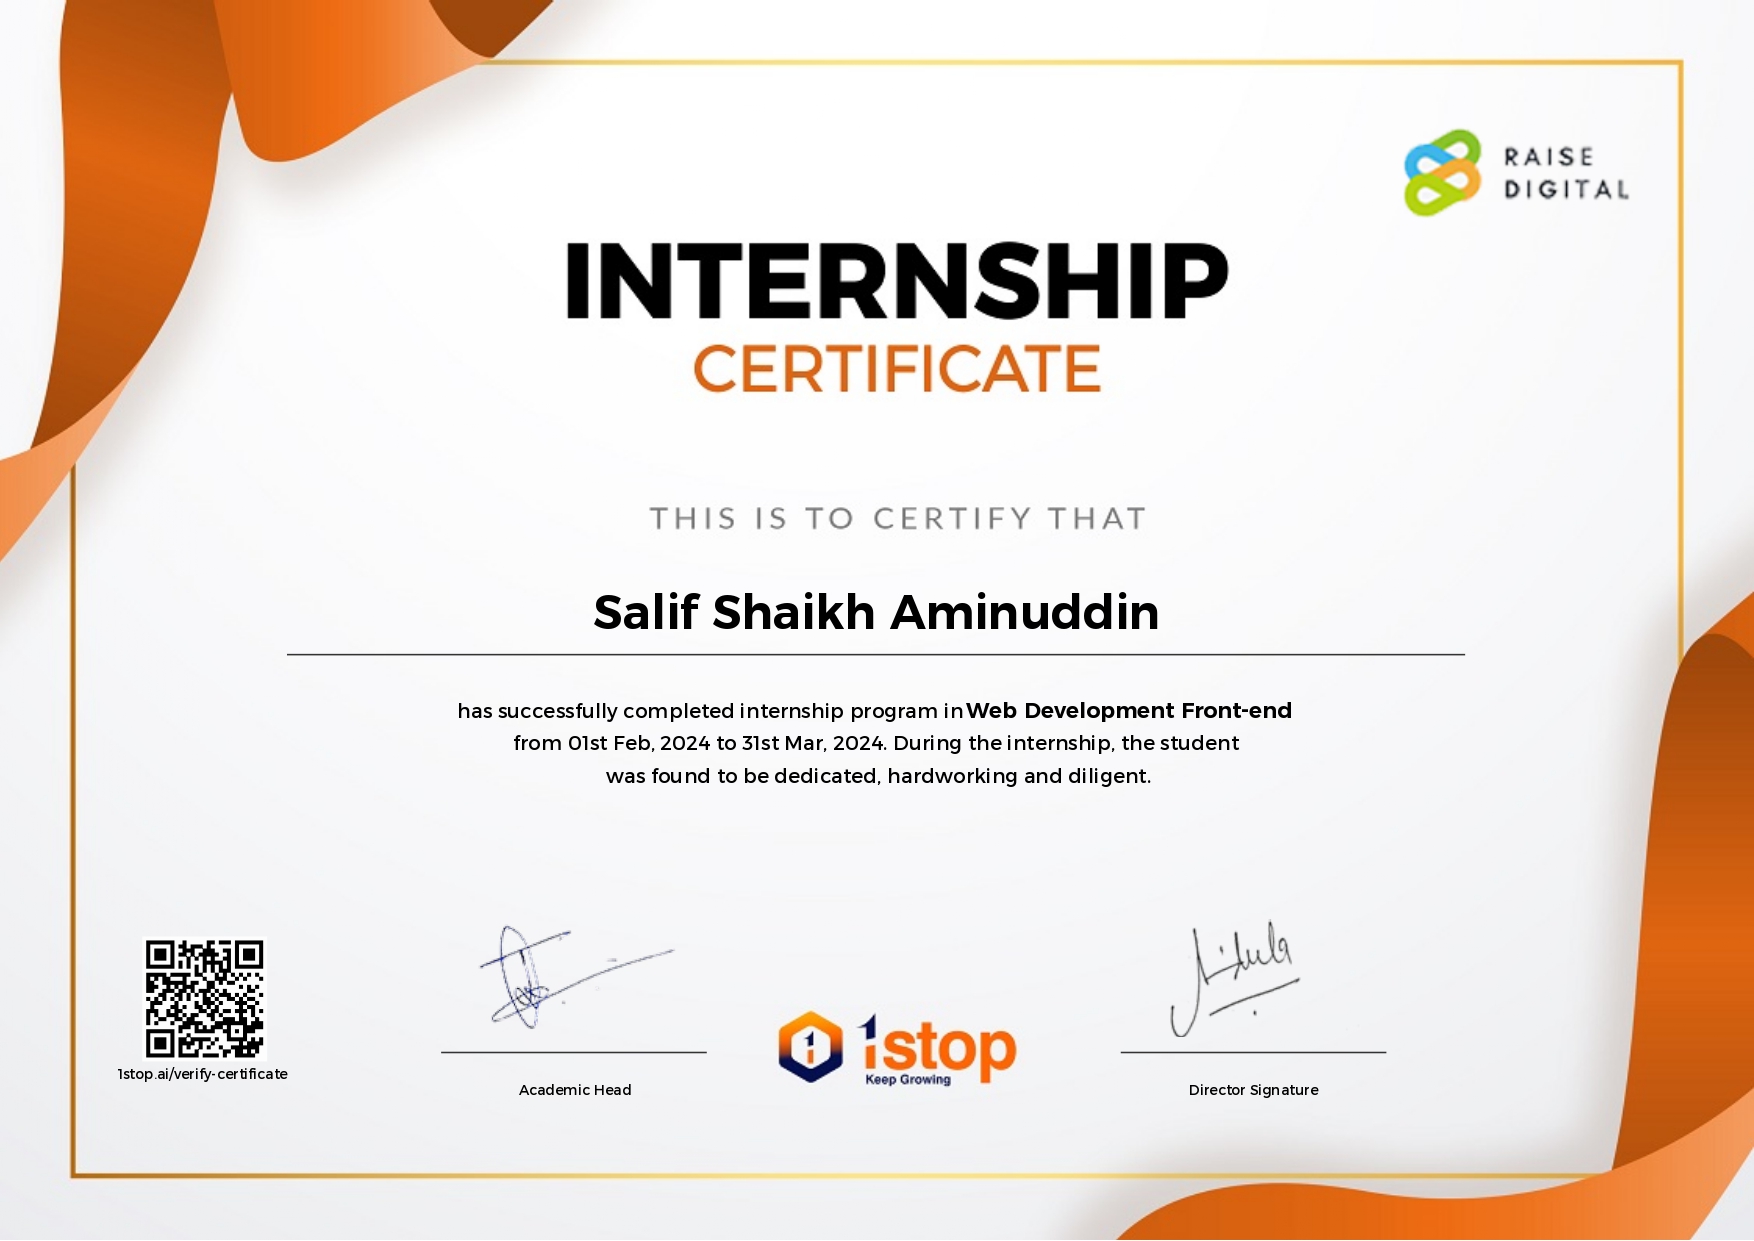 RAISE
DIGITAL
INTERNSHIP
CERTIFICATE
THIS IS TO CERTIFY THAT
Salif Shaikh Aminuddin
has successfully completed internship program in Web Development Front-end
from 01st Feb, 2024 to 31st Mar, 2024. During the internship, the student
was found to be dedicated, hardworking and diligent.
1stop.ai/verify-certificate
Academic Head
1stop
Keep Growing
Director Signature